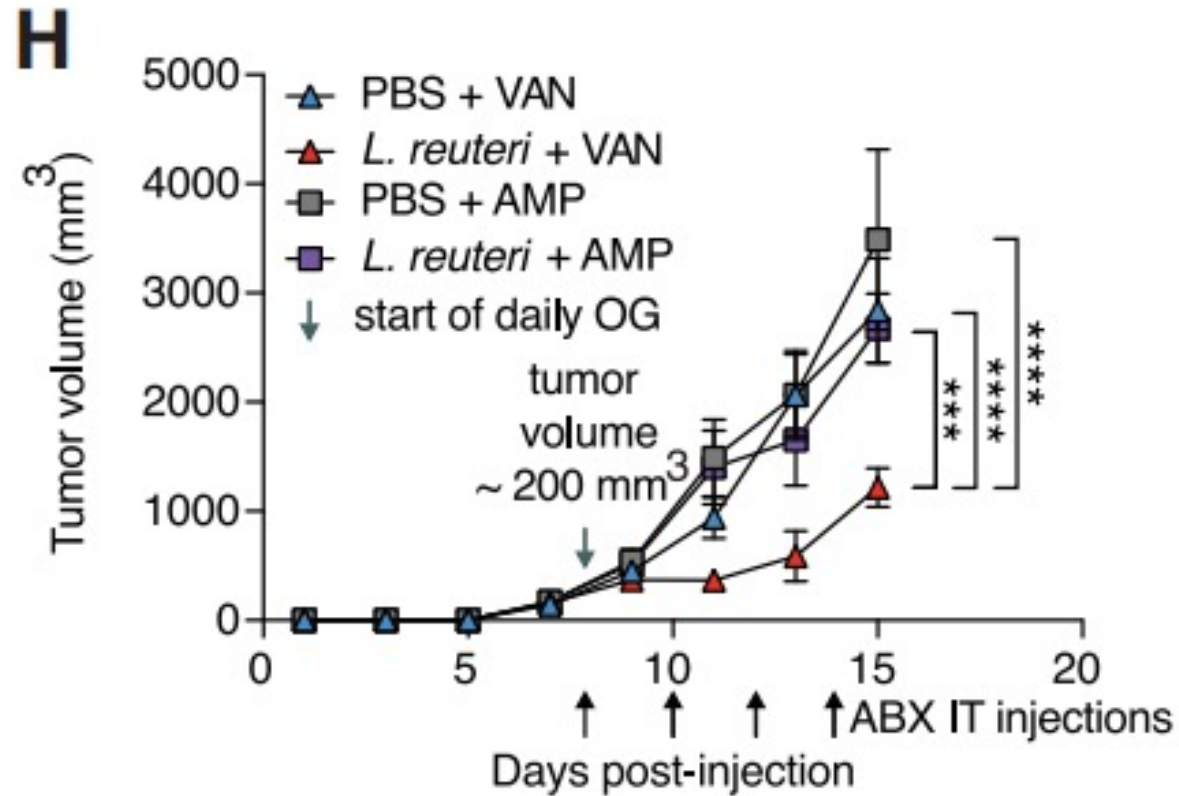 H
Tumor volume (mm3)
5000
4000
3000
2000
1000
0
PBS + VAN
L. reuteri + VAN
PBS + AMP
L. reuteri + AMP
start of daily OG
tumor
volume
~ 200 mm3
***
****
****
0 5 10 15 20
ABX IT injections
Days post-injection